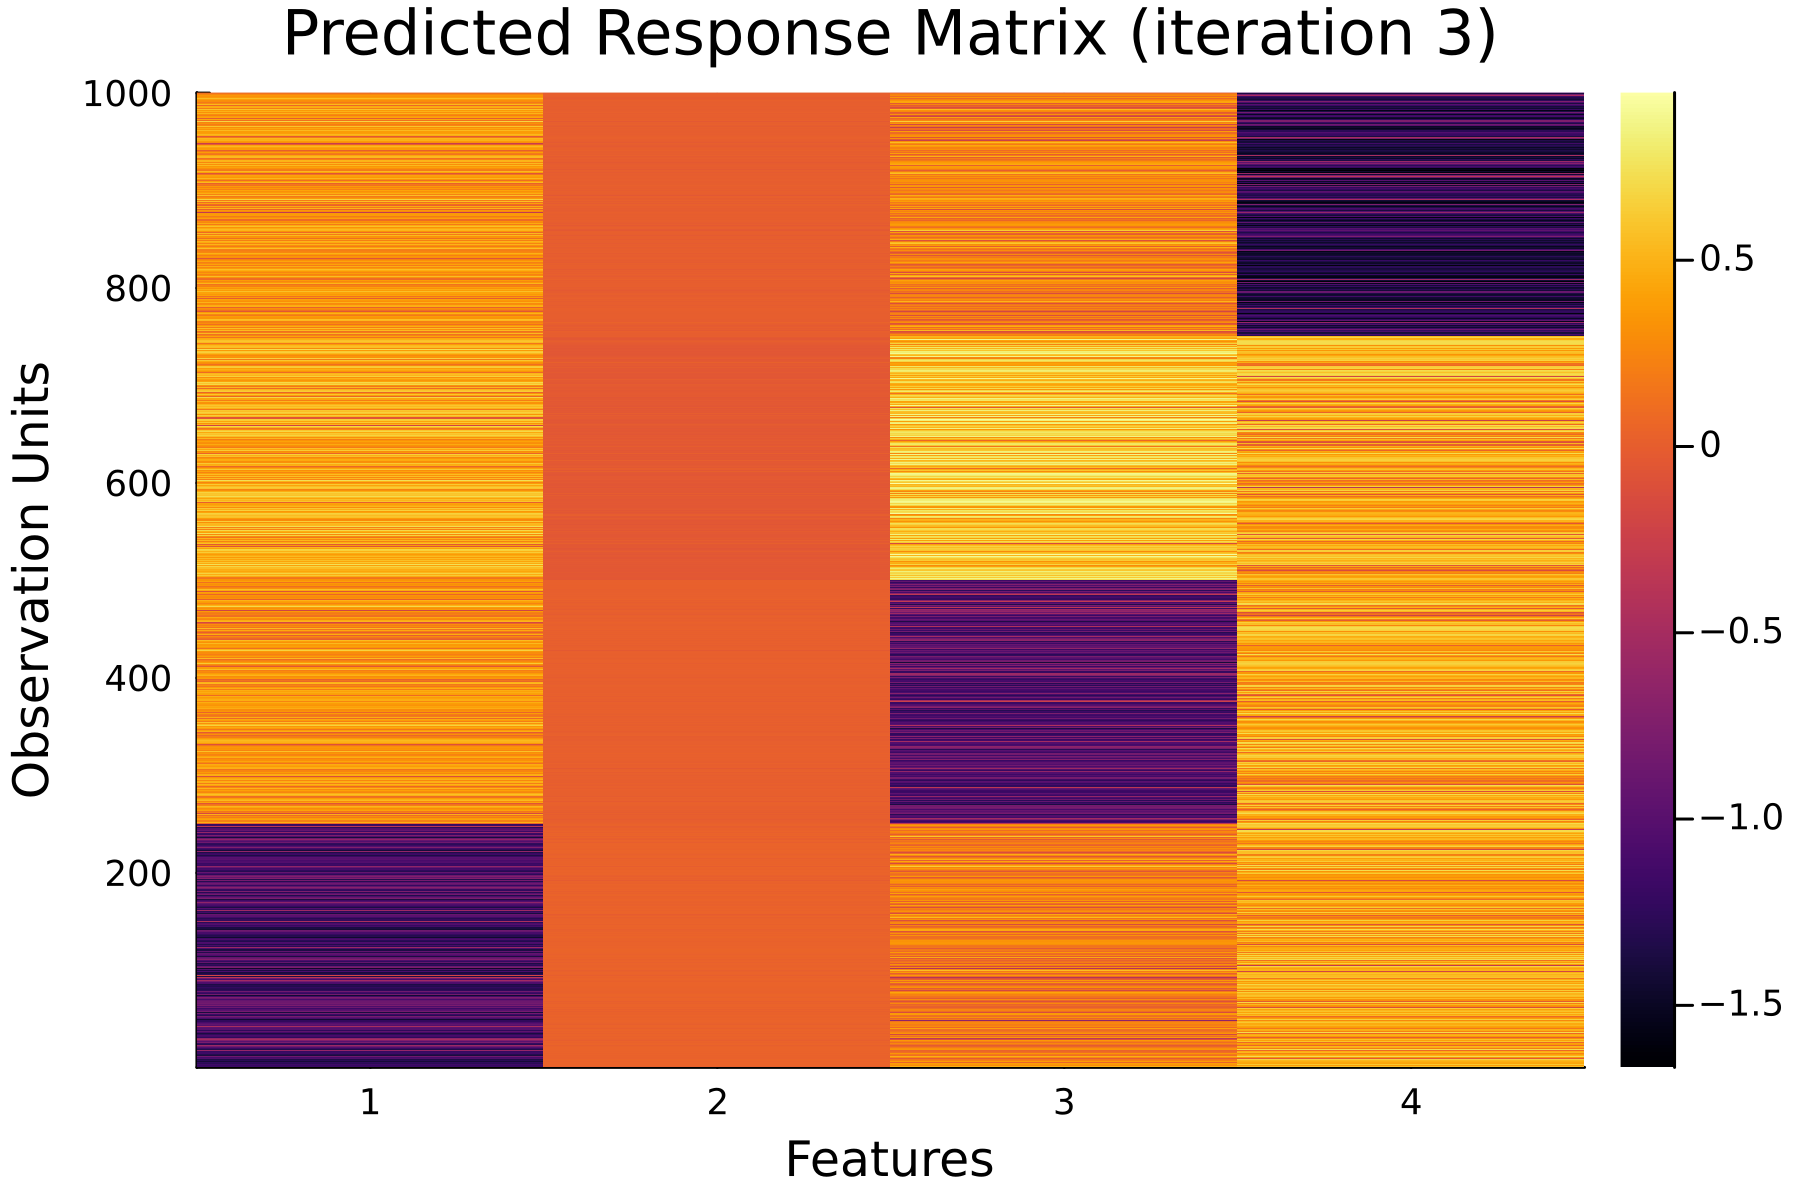 Predicted Response Matrix (iteration 3)
1000
800
600
400
200
Observation Units
1 2 3 4
Features
0.5
0
−0.5
−1.0
−1.5